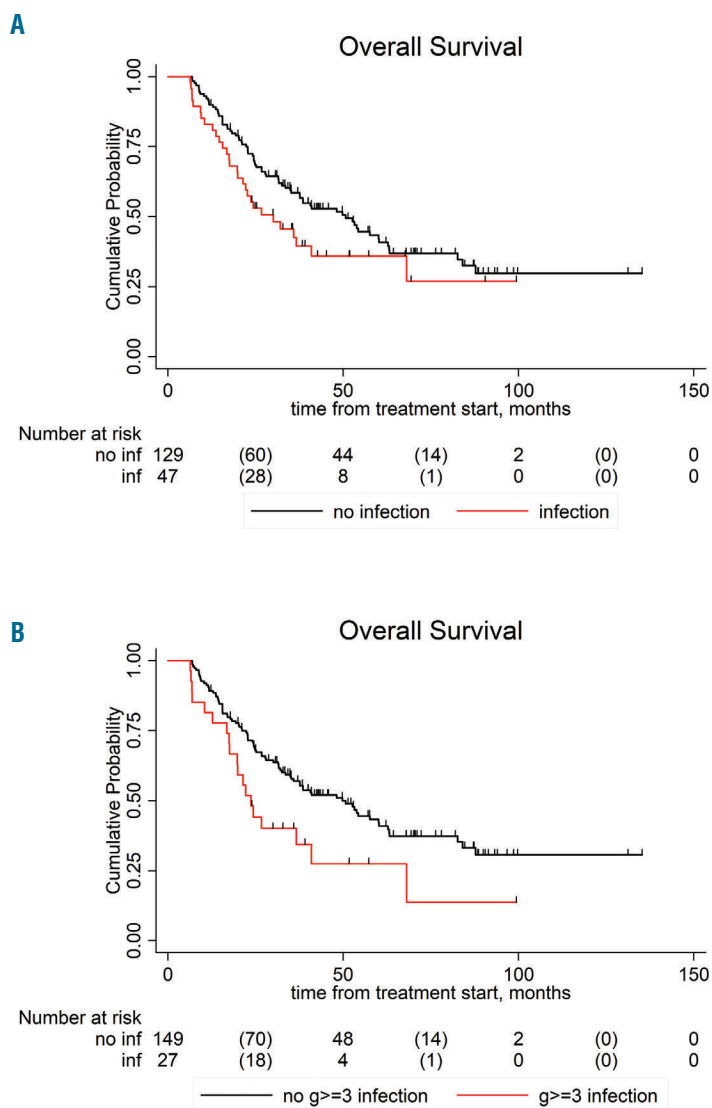 A
Overall Survival
Cumulative Probability
1.00
0.75
0.50
0.25
0.00
0 50 100 150
time from treatment start, months
Number at risk
no inf 129 (60) 44 (14) 2 (0) 0
inf 47 (28) 8 (1) 0 (0) 0
no infection infection
B
Overall Survival
Cumulative Probability
1.00
0.75
0.50
0.25
0.00
0 50 100 150
time from treatment start, months
Number at risk
no inf 149 (70) 48 (14) 2 (0) 0
inf 27 (18) 4 (1) 0 (0) 0
no g>=3 infection g>=3 infection